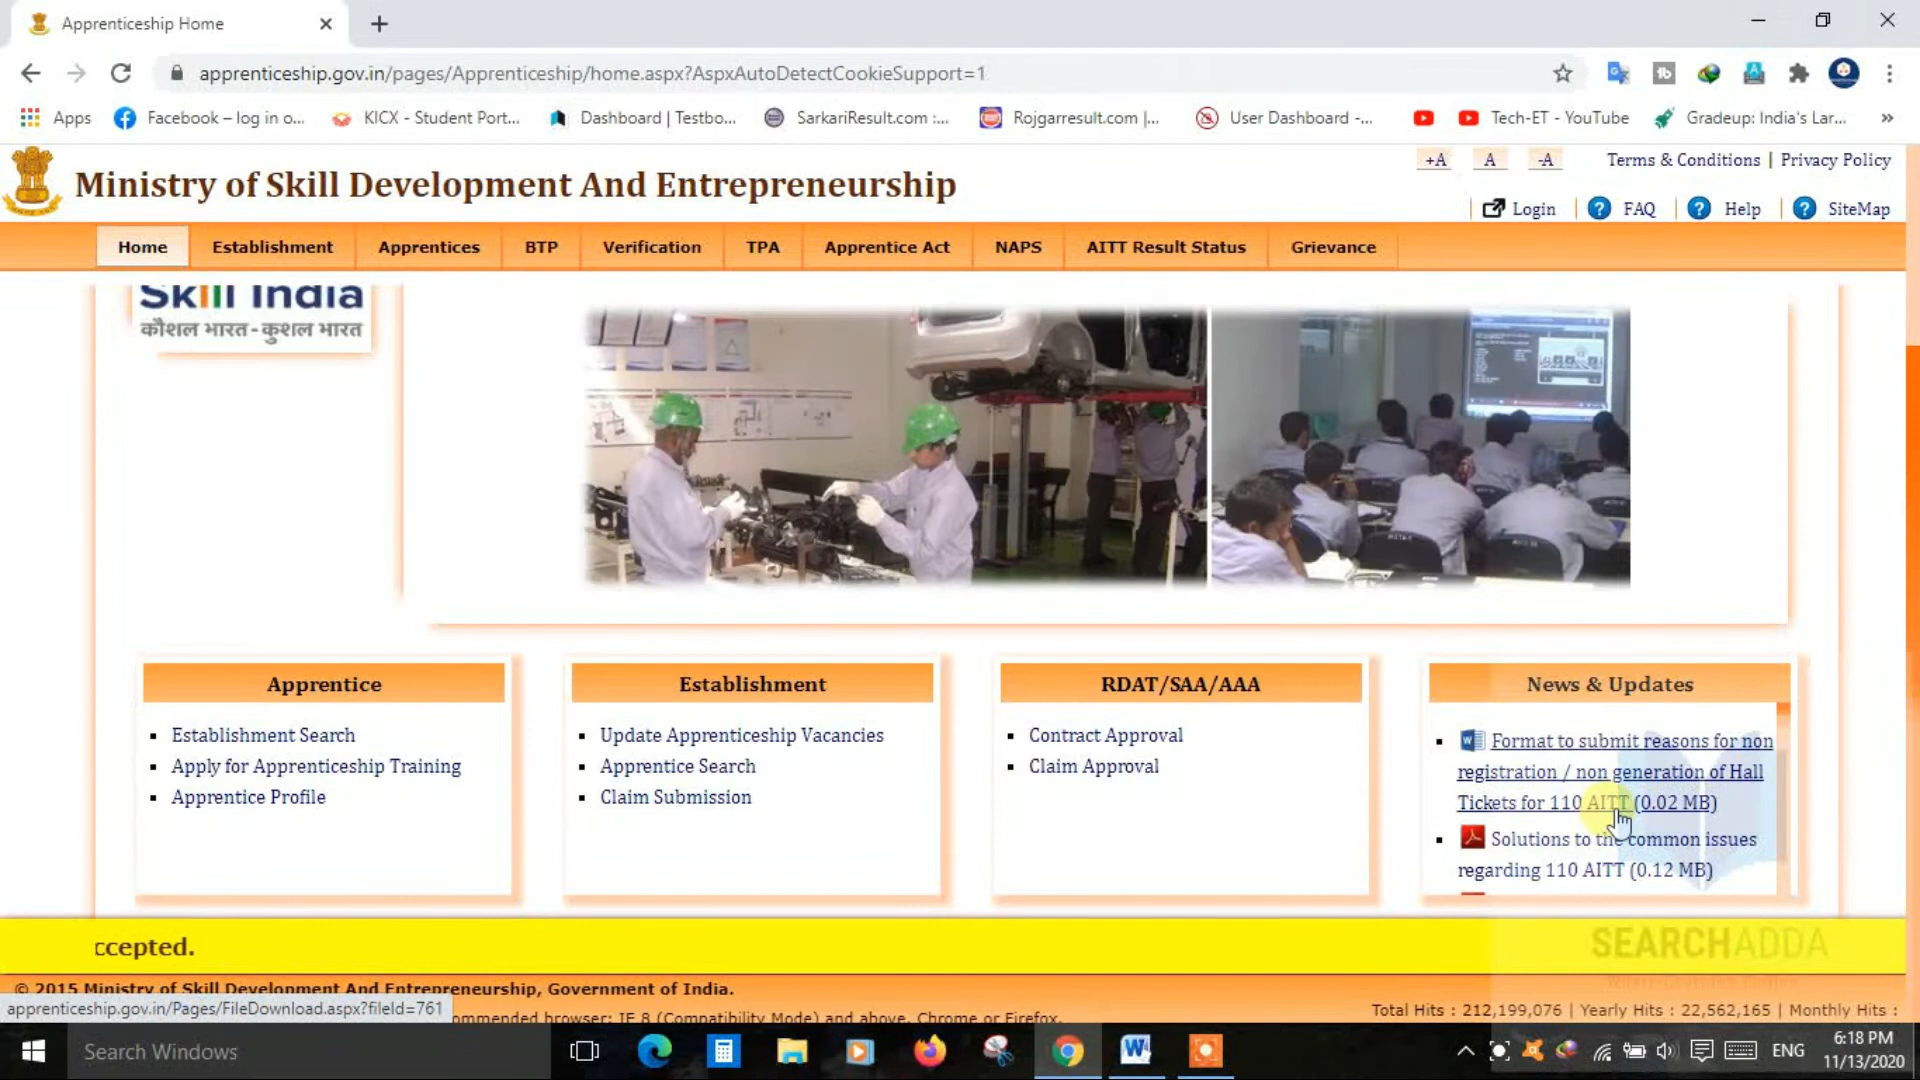 Apprenticeship Home
apprenticeship.gov.in/pages/Apprenticeship/home.aspx?AspxAutoDetectCookieSupport=1
Apps
Facebook – log in o...
KICX - Student Port...
Dashboard | Testbo...
SarkariResult.com :...
Rojgarresult.com |...
User Dashboard -...
Tech-ET - YouTube
Gradeup: India's Lar...
»
Ministry of Skill Development And Entrepreneurship
+A A -A Terms & Conditions | Privacy Policy
Login FAQ Help SiteMap
Home Establishment Apprentices BTP Verification TPA Apprentice Act NAPS AITT Result Status Grievance
Skill India
कौशल भारत - कुशल भारत
Apprentice
Establishment Search
Apply for Apprenticeship Training
Apprentice Profile
Establishment
Update Apprenticeship Vacancies
Apprentice Search
Claim Submission
RDAT/SAA/AAA
Contract Approval
Claim Approval
News & Updates
Format to submit reasons for non
registration / non generation of Hall
Tickets for 110 AITT (0.02 MB)
Solutions to the common issues
regarding 110 AITT (0.12 MB)
ccepted.
SEARCHADDA
© 2015 Ministry of Skill Development And Entrepreneurship, Government of India.
apprenticeship.gov.in/Pages/FileDownload.aspx?fileId=761
ommended browser: IE 8 (Compatibility Mode) and above, Chrome or Firefox.
Total Hits : 212,199,076 | Yearly Hits : 22,562,165 | Monthly Hits :
Search Windows
ENG
6:18 PM
11/13/2020